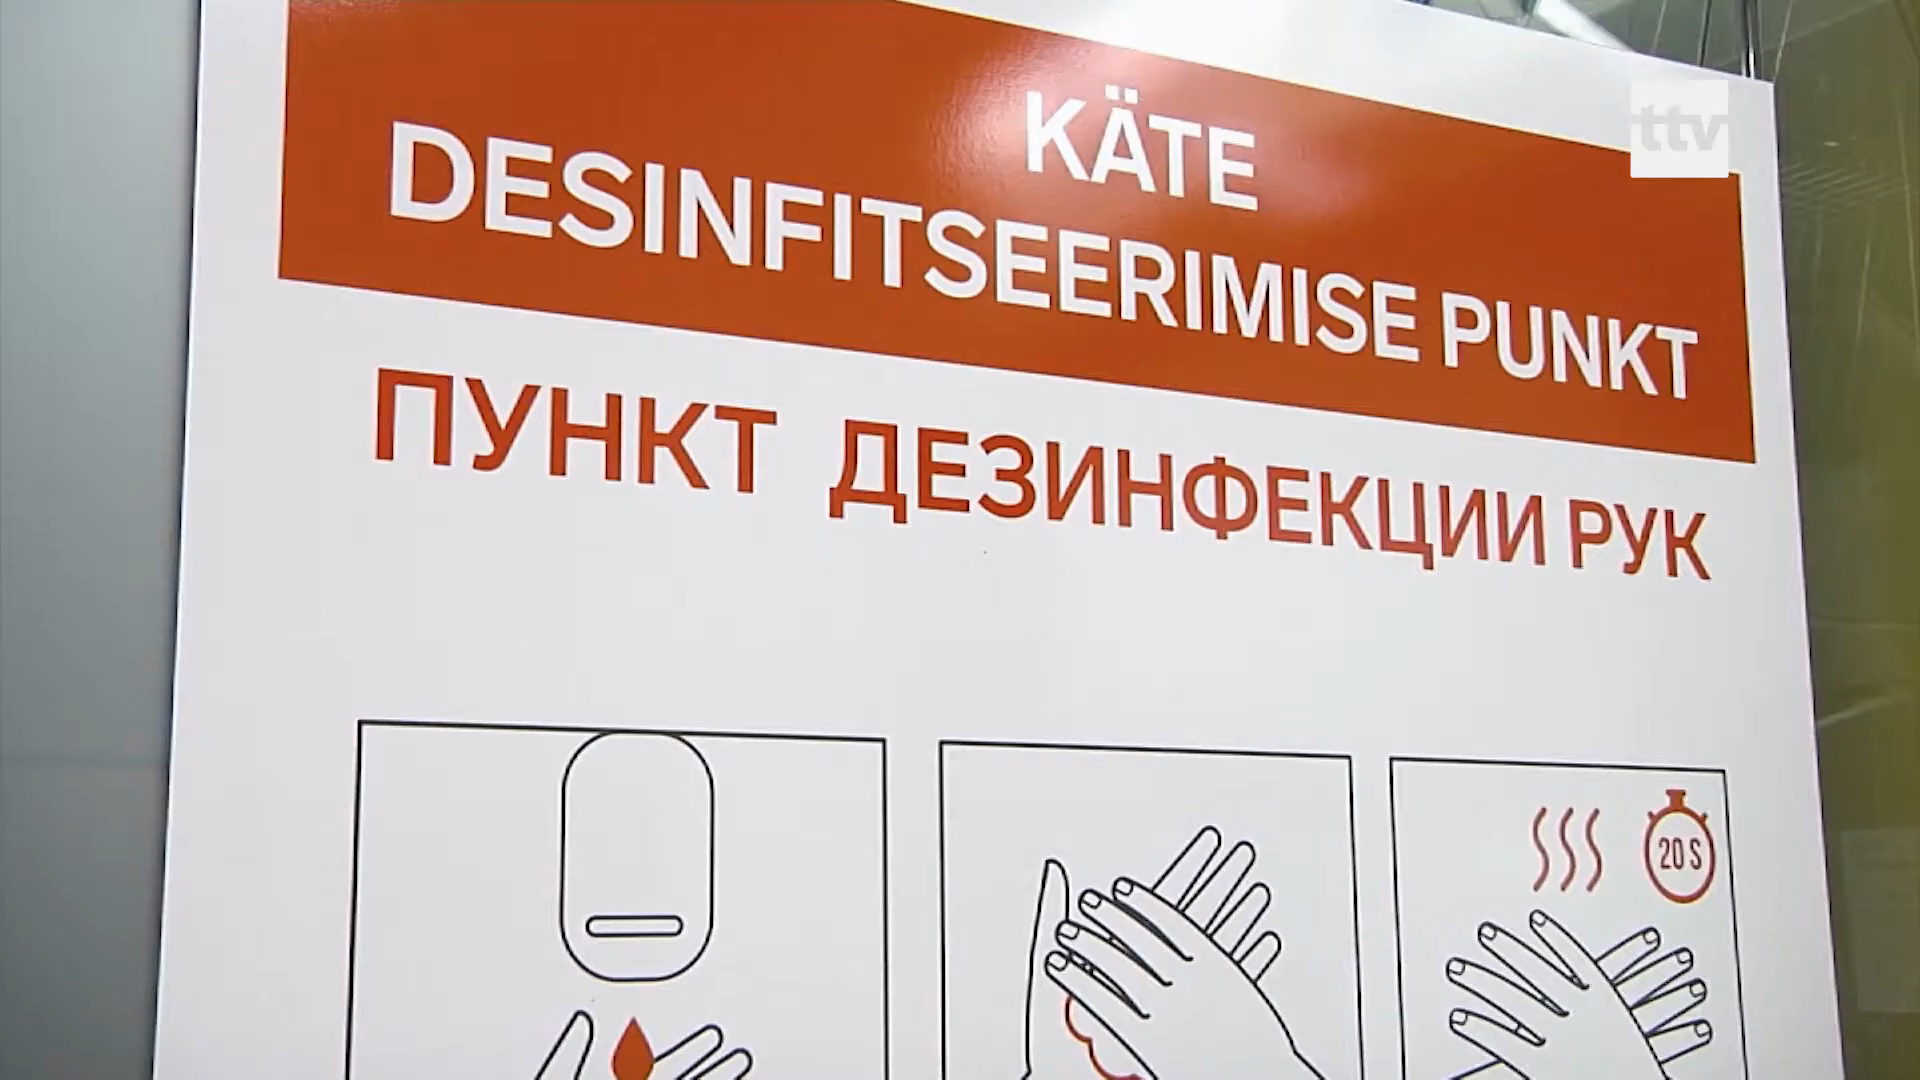 KÄTE
DESINFITSEERIMISE PUNKT
ПУНКТ ДЕЗИНФЕКЦИИ РУК
20 S
ttv